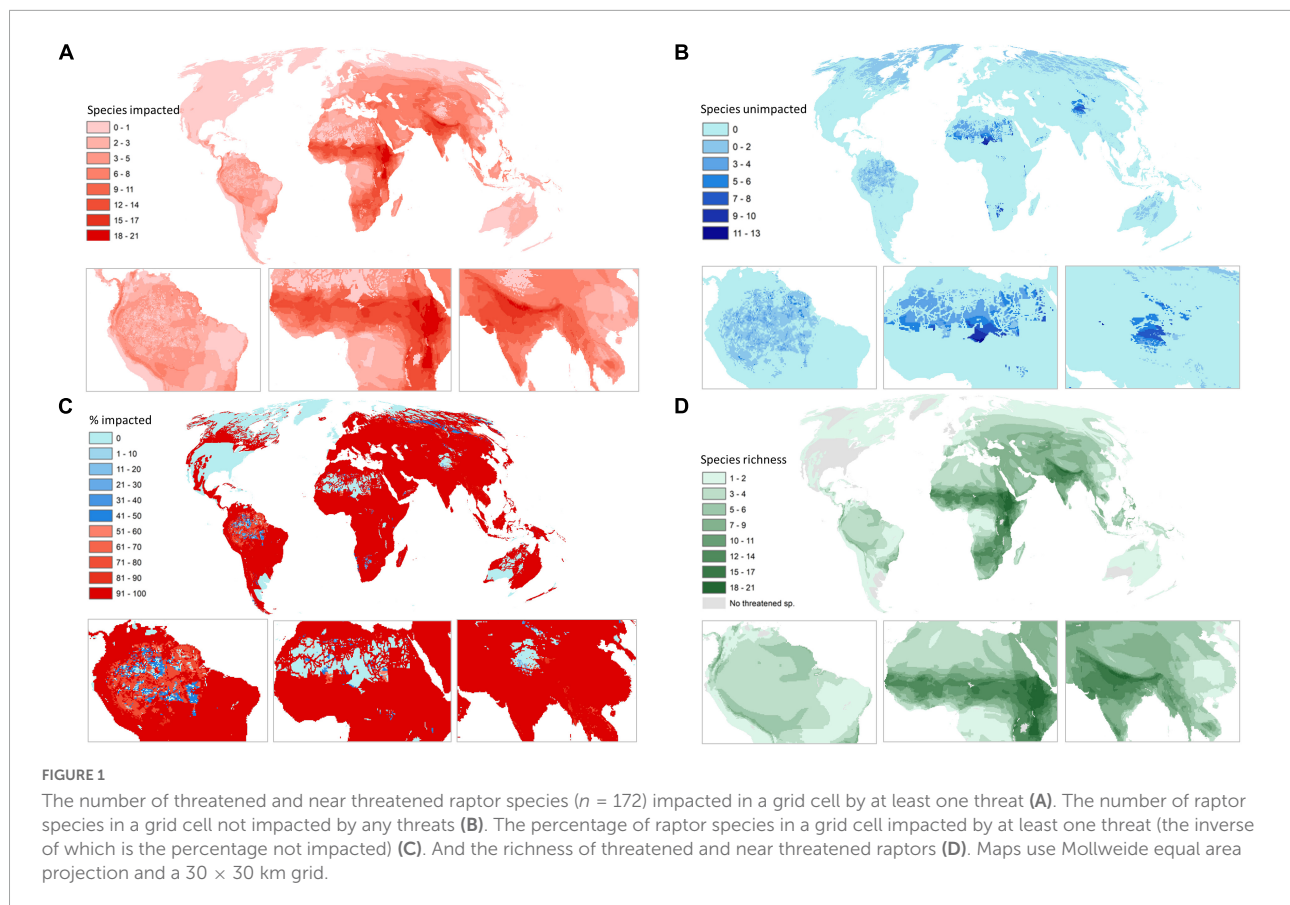 A
Species impacted
0 - 1
2 - 3
3 - 5
6 - 8
9 - 11
12 - 14
15 - 17
18 - 21
B
Species unimpacted
0
0 - 2
3 - 4
5 - 6
7 - 8
9 - 10
11 - 13
C
% impacted
0
1 - 10
11 - 20
21 - 30
31 - 40
41 - 50
51 - 60
61 - 70
71 - 80
81 - 90
91 - 100
D
Species richness
1 - 2
3 - 4
5 - 6
7 - 9
10 - 11
12 - 14
15 - 17
18 - 21
No threatened sp.
FIGURE 1
The number of threatened and near threatened raptor species (n = 172) impacted in a grid cell by at least one threat (A). The number of raptor
species in a grid cell not impacted by any threats (B). The percentage of raptor species in a grid cell impacted by at least one threat (the inverse
of which is the percentage not impacted) (C). And the richness of threatened and near threatened raptors (D). Maps use Mollweide equal area
projection and a 30 × 30 km grid.